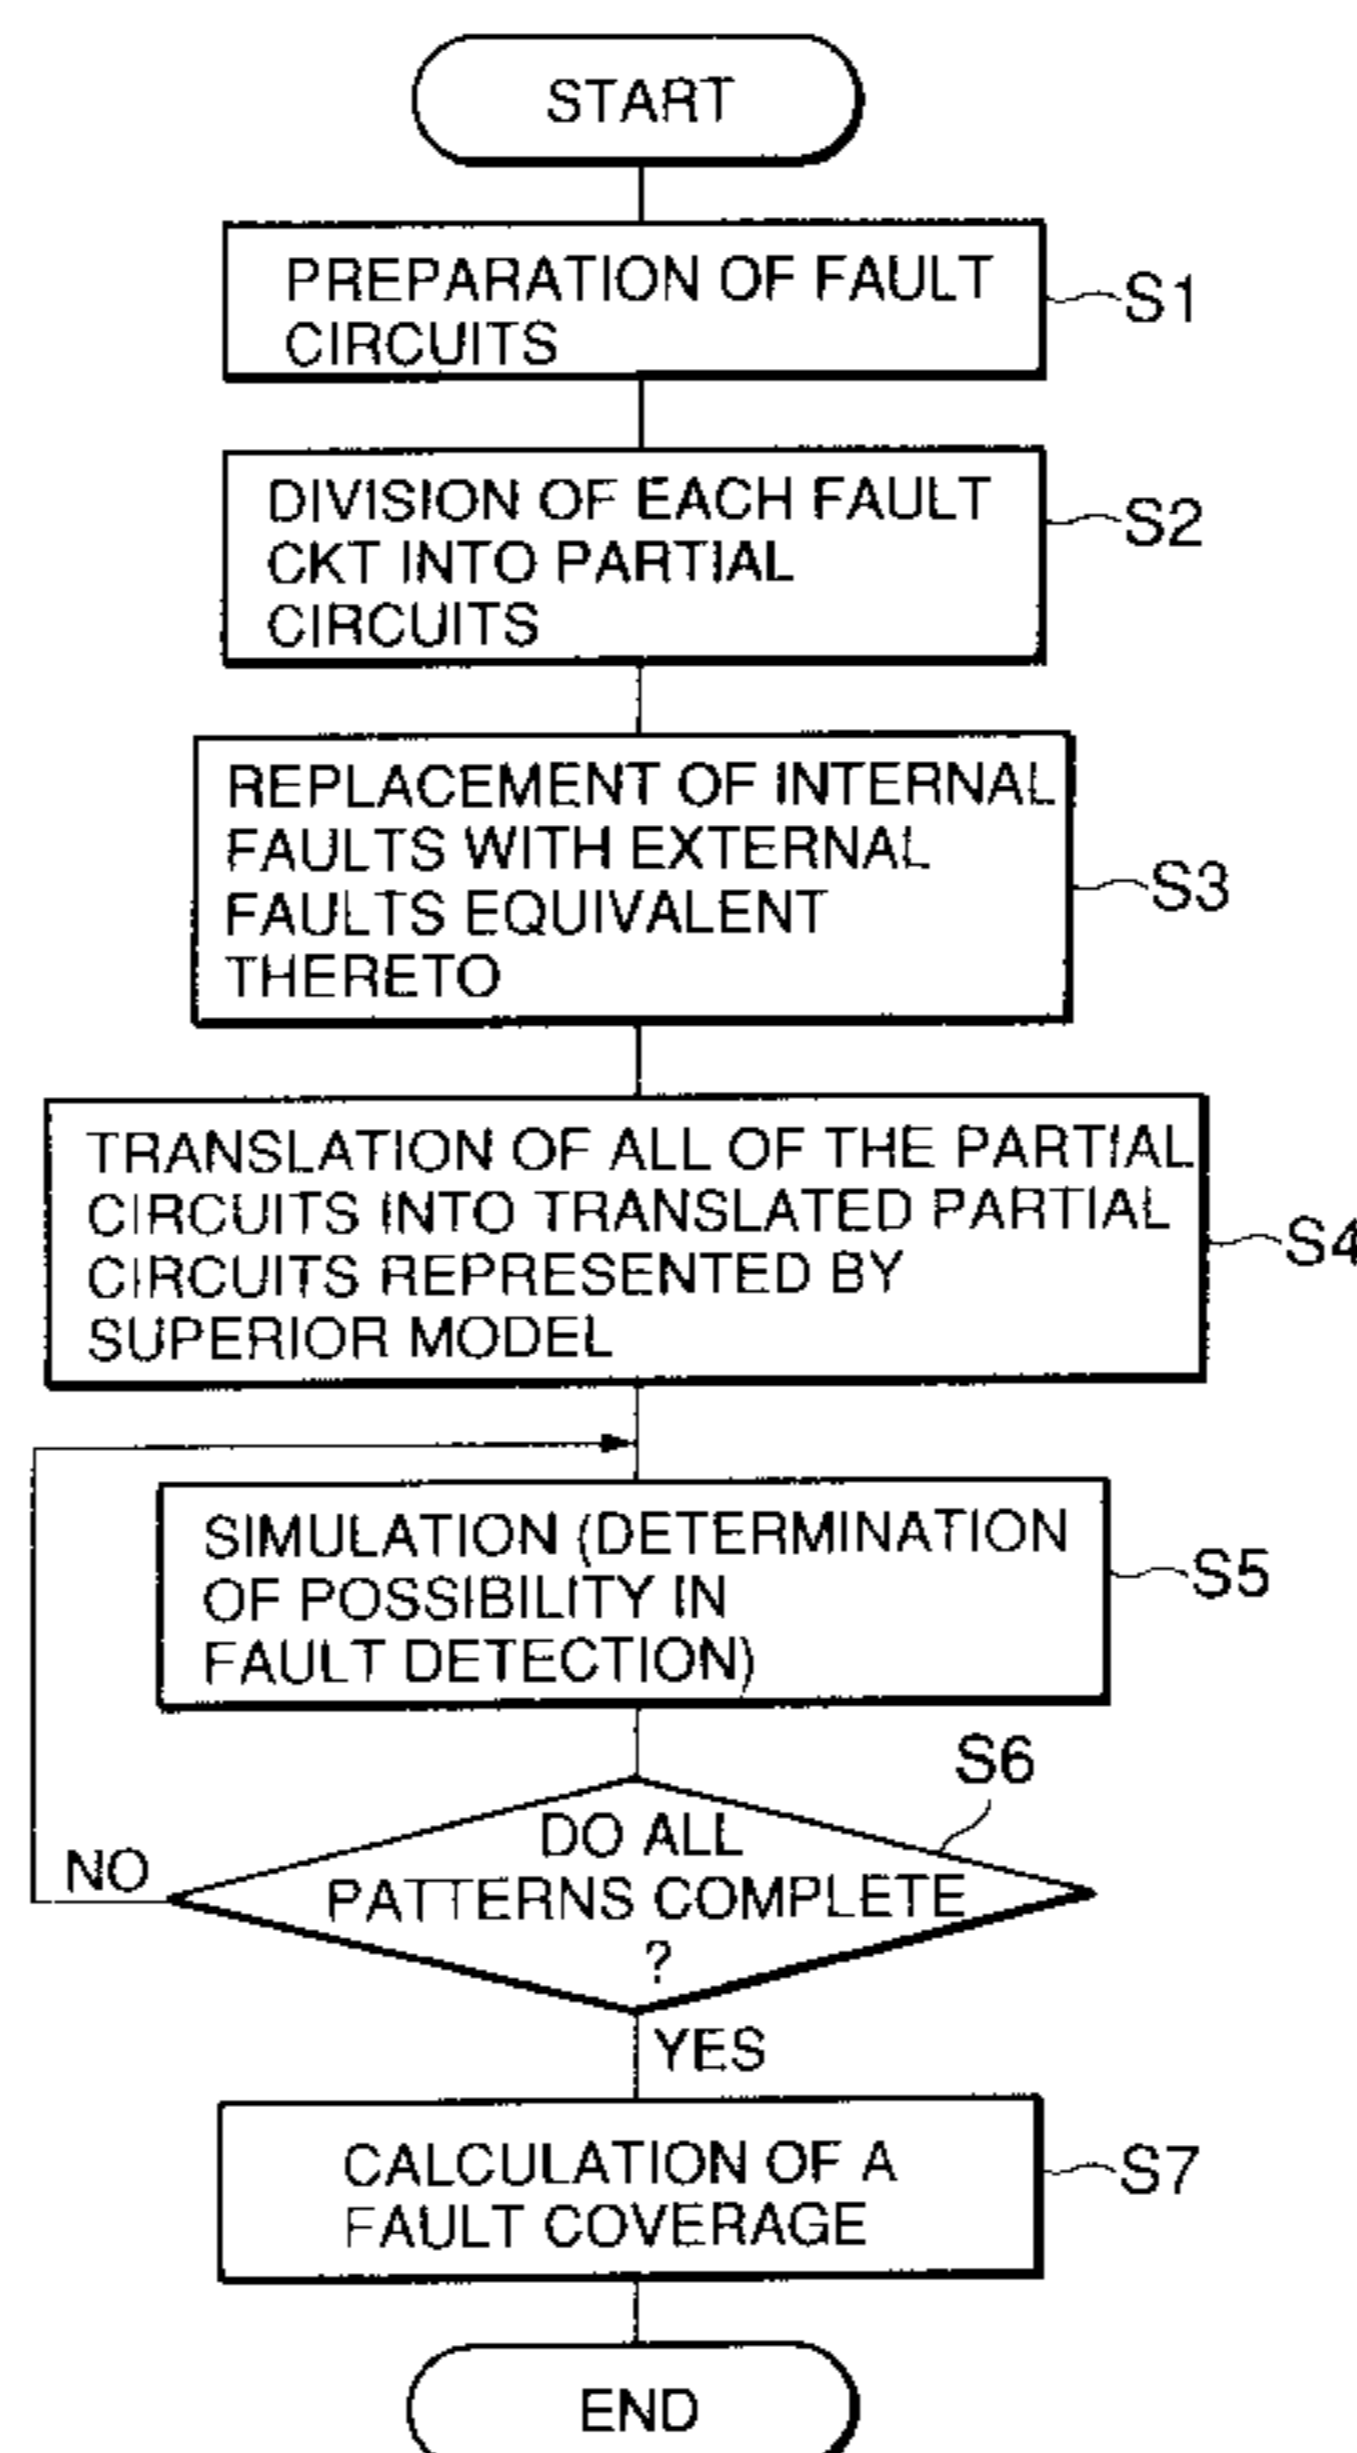 START
PREPARATION OF FAULT
CIRCUITS
S1
DIVISION OF EACH FAULT
CKT INTO PARTIAL
CIRCUITS
S2
REPLACEMENT OF INTERNAL
FAULTS WITH EXTERNAL
FAULTS EQUIVALENT
THERETO
S3
TRANSLATION OF ALL OF THE PARTIAL
CIRCUITS INTO TRANSLATED PARTIAL
CIRCUITS REPRESENTED BY
SUPERIOR MODEL
S4
SIMULATION (DETERMINATION
OF POSSIBILITY IN
FAULT DETECTION)
S5
S6
DO ALL
PATTERNS COMPLETE
?
NO
YES
CALCULATION OF A
FAULT COVERAGE
S7
END